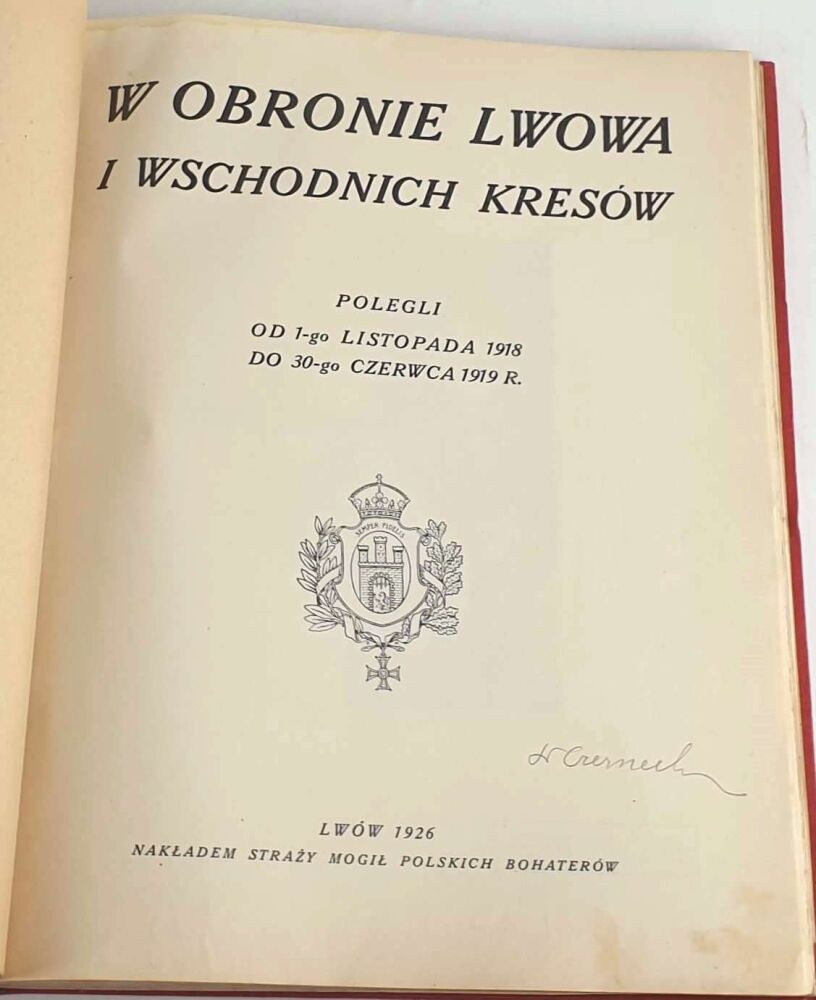 W OBRONIE LWOWA
I WSCHODNICH KRESÓW
POLEGLI
OD 1-go LISTOPADA 1918
DO 30-go CZERWCA 1919 R.
SEMPER FIDELIS
LWÓW 1926
NAKŁADEM STRAŻY MOGIŁ POLSKICH BOHATERÓW